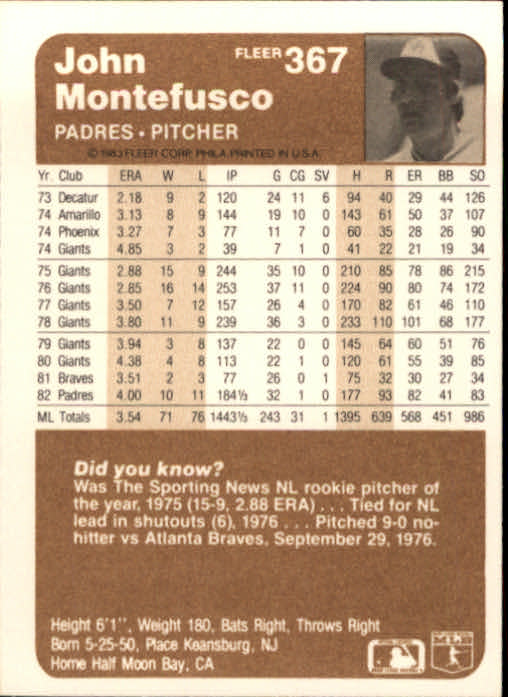 John FLEER 367
Montefusco
PADRES • PITCHER
© 1983 FLEER CORP. PHILA. PRINTED IN U.S.A.
Yr. Club ERA W L IP G CG SV H R ER BB SO
73 Decatur 2.18 9 2 120 24 11 6 94 40 29 44 126
74 Amarillo 3.13 8 9 144 19 10 0 143 61 50 37 107
74 Phoenix 3.27 7 3 77 11 7 0 60 35 28 26 90
74 Giants 4.85 3 2 39 7 1 0 41 22 21 19 34
75 Giants 2.88 15 9 244 35 10 0 210 85 78 86 215
76 Giants 2.85 16 14 253 37 11 0 224 90 80 74 172
77 Giants 3.50 7 12 157 26 4 0 170 82 61 46 110
78 Giants 3.80 11 9 239 36 3 0 233 110 101 68 177
79 Giants 3.94 3 8 137 22 0 0 145 64 60 51 76
80 Giants 4.38 4 8 113 22 1 0 120 61 55 39 85
81 Braves 3.51 2 3 77 26 0 1 75 32 30 27 34
82 Padres 4.00 10 11 184⅓ 32 1 0 177 93 82 41 83
ML Totals 3.54 71 76 1443⅓ 243 31 1 1395 639 568 451 986
Did you know?
Was The Sporting News NL rookie pitcher of
the year, 1975 (15-9, 2.88 ERA) . . . Tied for NL
lead in shutouts (6), 1976 . . . Pitched 9-0 no-
hitter vs Atlanta Braves, September 29, 1976.
Height 6'1", Weight 180, Bats Right, Throws Right
Born 5-25-50, Place Keansburg, NJ
Home Half Moon Bay, CA